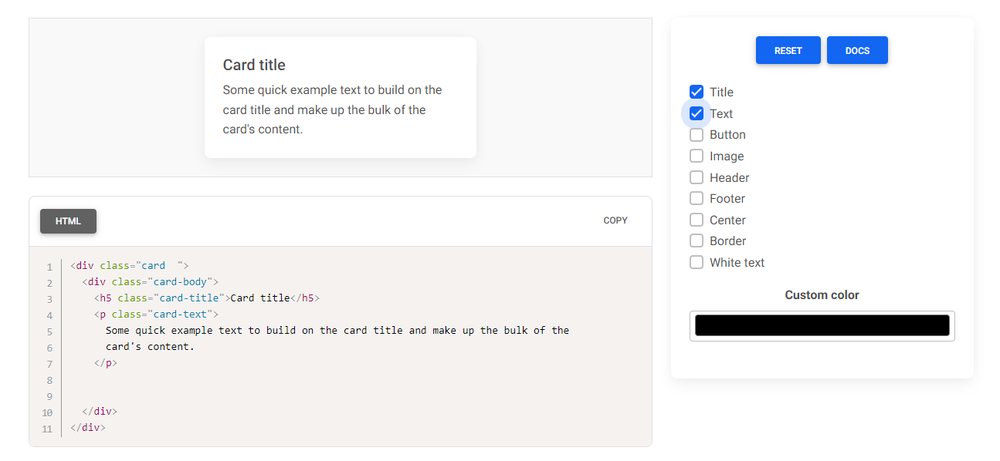 Card title
Some quick example text to build on the
card title and make up the bulk of the
card's content.
HTML
COPY
1 <div class="card  ">
2   <div class="card-body">
3     <h5 class="card-title">Card title</h5>
4     <p class="card-text">
5       Some quick example text to build on the card title and make up the bulk of the
6       card's content.
7     </p>
8
9
10   </div>
11 </div>
RESET DOCS
Title
Text
Button
Image
Header
Footer
Center
Border
White text
Custom color